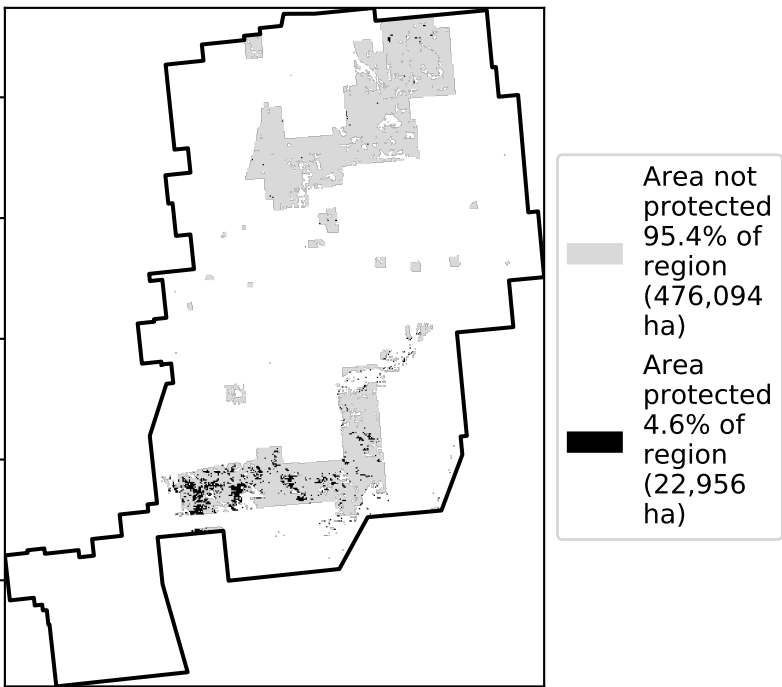 Area not
protected
95.4% of
region
(476,094
ha)
Area
protected
4.6% of
region
(22,956
ha)